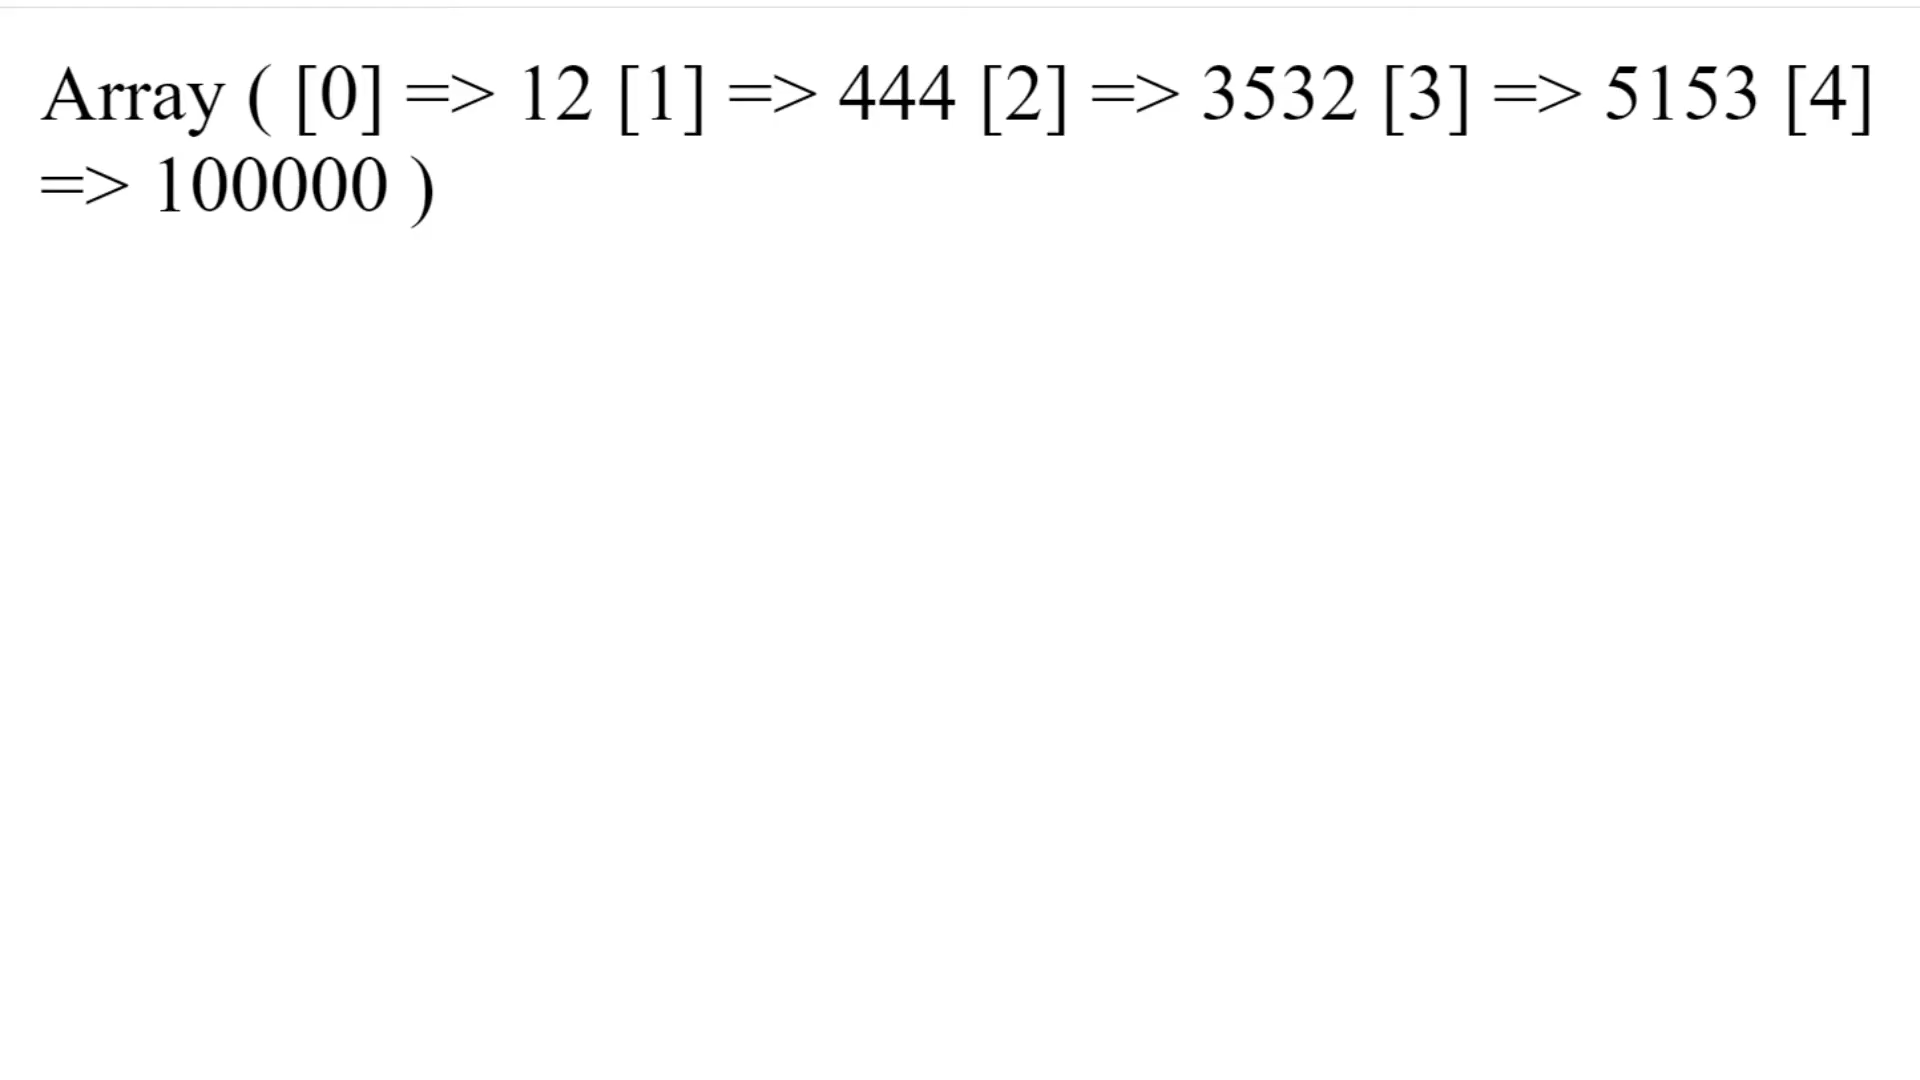 Array ( [0] => 12 [1] => 444 [2] => 3532 [3] => 5153 [4]
=> 100000 )